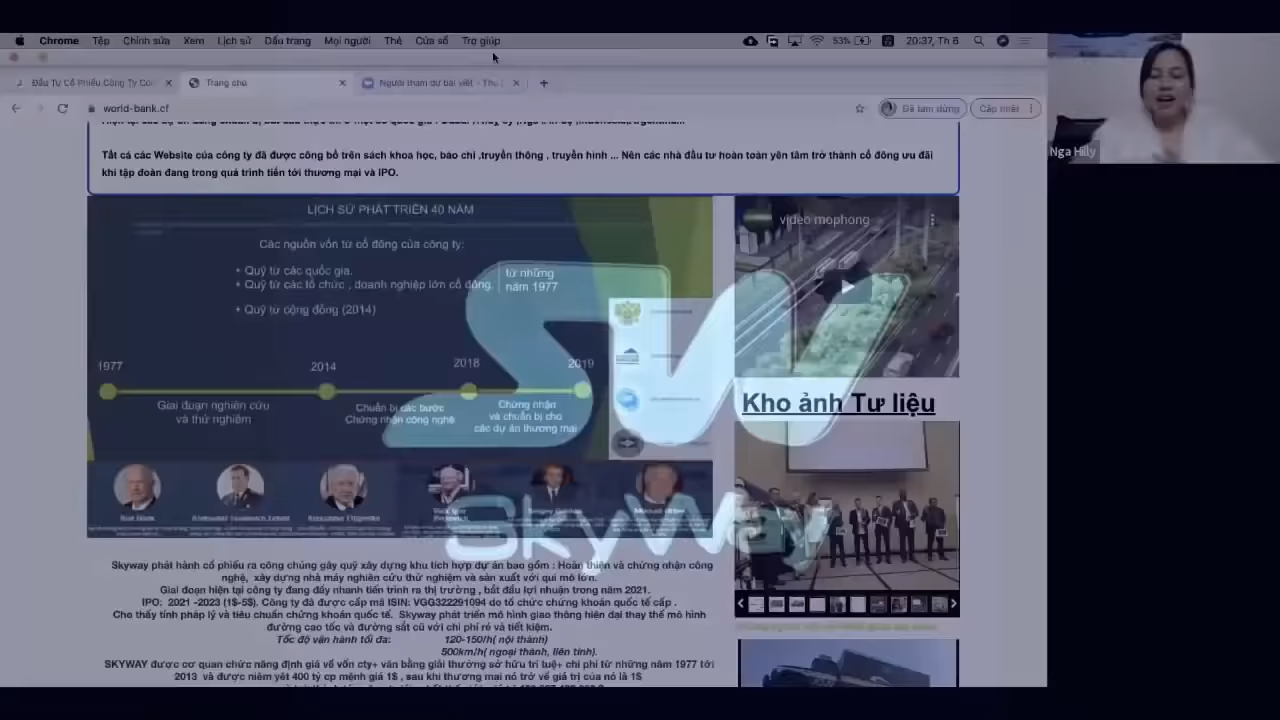 Chrome Tệp Chỉnh sửa Xem Lịch sử Dấu trang Mọi người Thẻ Cửa sổ Trợ giúp 53% 20:37, Th 6
Đầu Tư Cổ Phiếu Công Ty Cổ
Trang chủ
Người tham dự bài viết - Thu
world-bank.cf
Đã tạm dừng
Cập nhật
Tất cả các Website của công ty đã được công bố trên sách khoa học, báo chí ,truyền thông , truyền hình ... Nên các nhà đầu tư hoàn toàn yên tâm trở thành cổ đông ưu đãi
khi tập đoàn đang trong quá trình tiến tới thương mại và IPO.
Nga Hilly
LỊCH SỬ PHÁT TRIỂN 40 NĂM
Các nguồn vốn từ cổ đông của công ty:
• Quỹ từ các quốc gia.
• Quỹ từ các tổ chức , doanh nghiệp lớn cổ đông.
từ những
năm 1977
• Quỹ từ cộng đồng (2014)
1977
2014
2018
2019
Giai đoạn nghiên cứu
và thử nghiệm
Chuẩn bị các bước
Chứng nhận công nghệ
Chứng nhận
và chuẩn bị cho
các dự án thương mại
video mophong
Kho ảnh Tư liệu
SW
SkyWay
Skyway phát hành cổ phiếu ra công chúng gây quỹ xây dựng khu tích hợp dự án bao gồm : Hoàn thiện và chứng nhận công
nghệ, xây dựng nhà máy nghiên cứu thử nghiệm và sản xuất với qui mô lớn.
Giai đoạn hiện tại công ty đang đẩy nhanh tiến trình ra thị trường , bắt đầu lợi nhuận trong năm 2021.
IPO: 2021 -2023 (1$-5$). Công ty đã được cấp mã ISIN: VGG322291094 do tổ chức chứng khoán quốc tế cấp .
Cho thấy tính pháp lý và tiêu chuẩn chứng khoán quốc tế. Skyway phát triển mô hình giao thông hiện đại thay thế mô hình
đường cao tốc và đường sắt cũ với chi phí rẻ và tiết kiệm.
Tốc độ vận hành tối đa: 120-150/h( nội thành)
500km/h( ngoại thành, liên tỉnh).
SKYWAY được cơ quan chức năng định giá về vốn cty+ văn bằng giải thưởng sở hữu trí tuệ+ chi phí từ những năm 1977 tới
2013 và được niêm yết 400 tỷ cp mệnh giá 1$ , sau khi thương mai nó trở về giá trị của nó là 1$